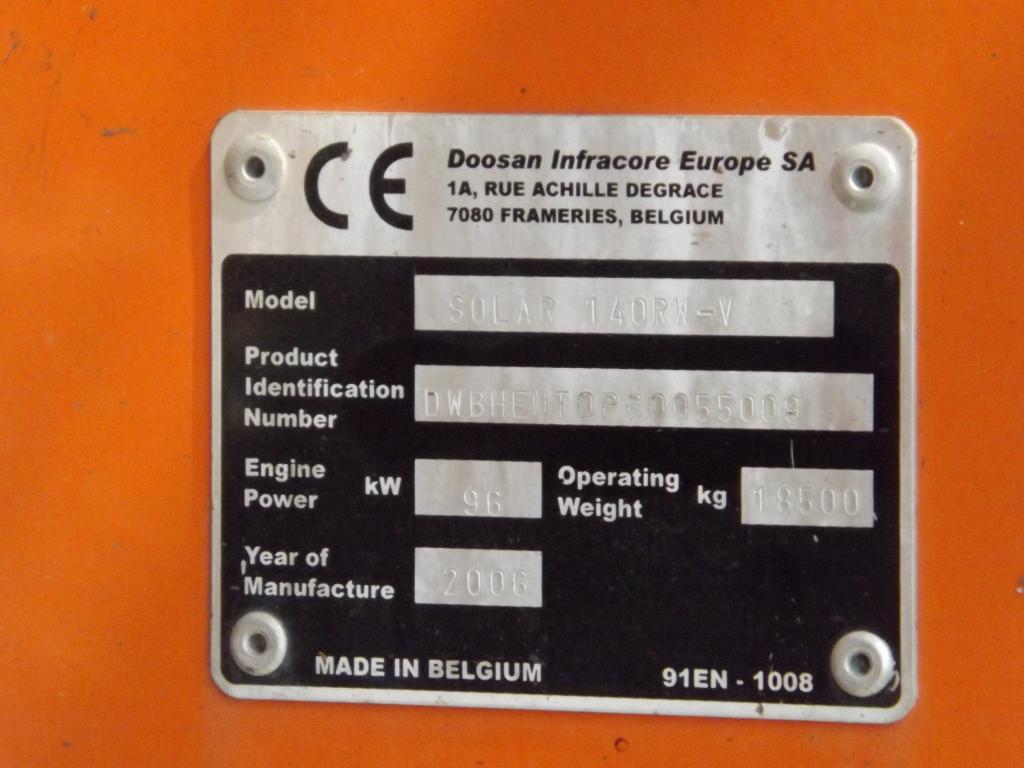 CE
Doosan Infracore Europe SA
1A, RUE ACHILLE DEGRACE
7080 FRAMERIES, BELGIUM
Model SOLAR 140RW-V
Product
Identification
Number DWBHEUT0P60055009
Engine
Power kW 96
Operating
Weight kg 18500
Year of
Manufacture 2006
MADE IN BELGIUM 91EN - 1008